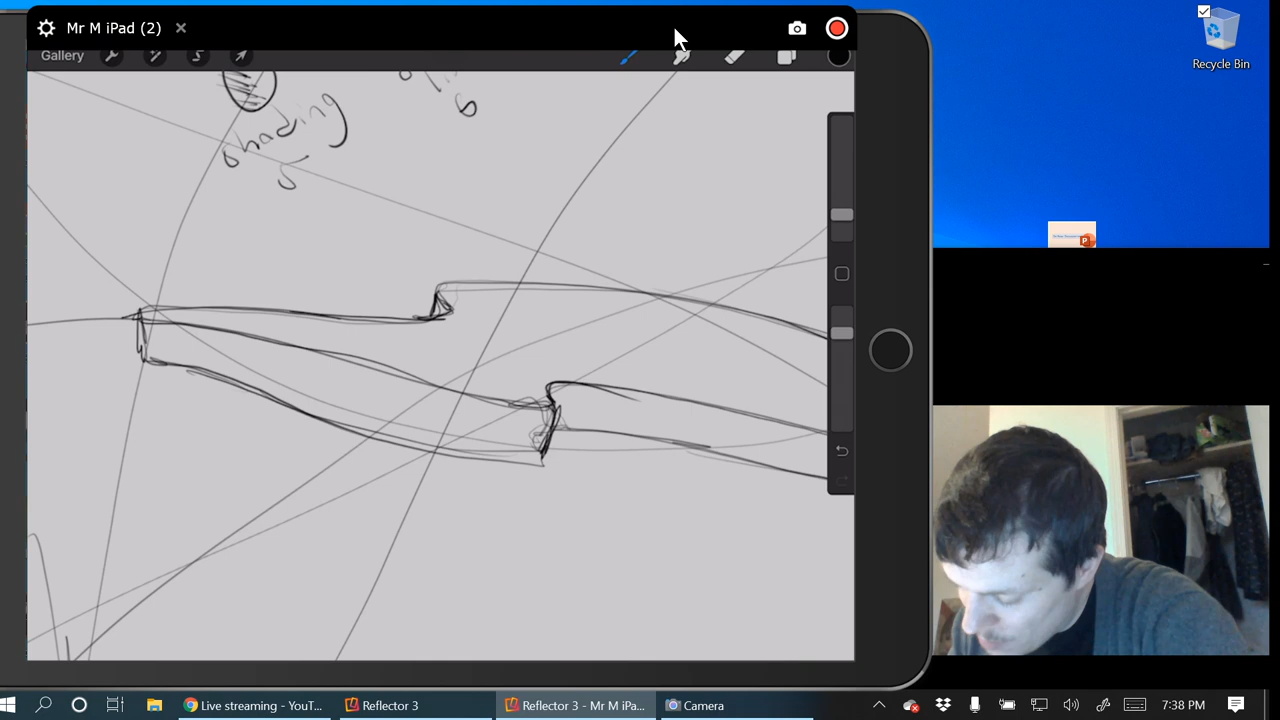 Mr M iPad (2)
Gallery
Recycle Bin
shading
6
Live streaming - YouT...
Reflector 3
Reflector 3 - Mr M iPa...
Camera
7:38 PM